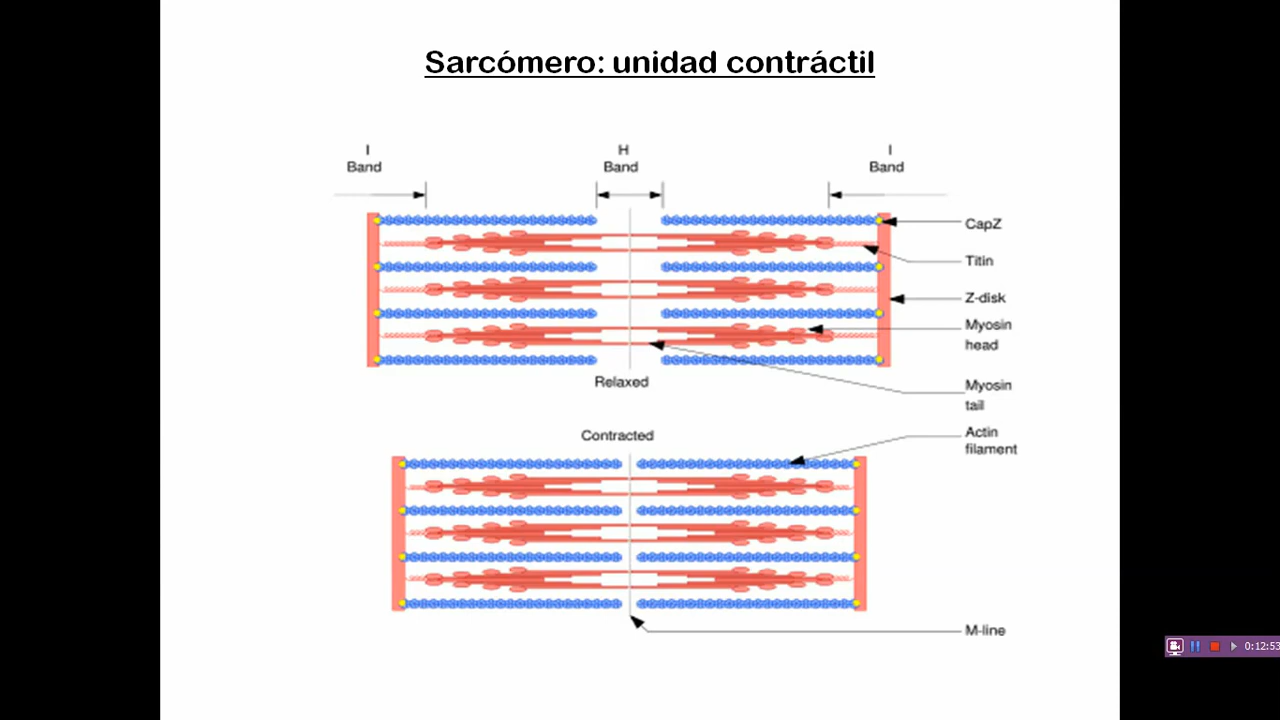 Sarcómero: unidad contráctil
I
Band
H
Band
I
Band
CapZ
Titin
Z-disk
Myosin
head
Relaxed
Myosin
tail
Contracted
Actin
filament
M-line
0:12:53